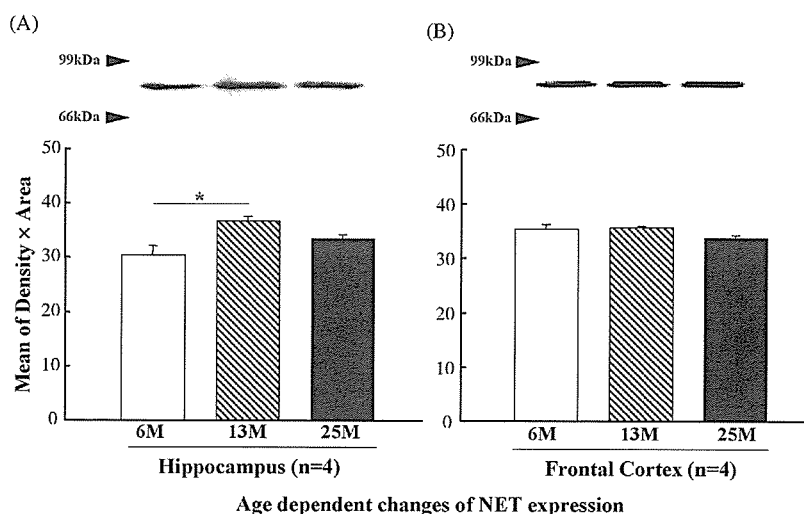 (A)
99kDa
66kDa
Mean of Density × Area
50
40
30
20
10
0
*
6M 13M 25M
Hippocampus (n=4)
(B)
99kDa
66kDa
50
40
30
20
10
0
6M 13M 25M
Frontal Cortex (n=4)
Age dependent changes of NET expression